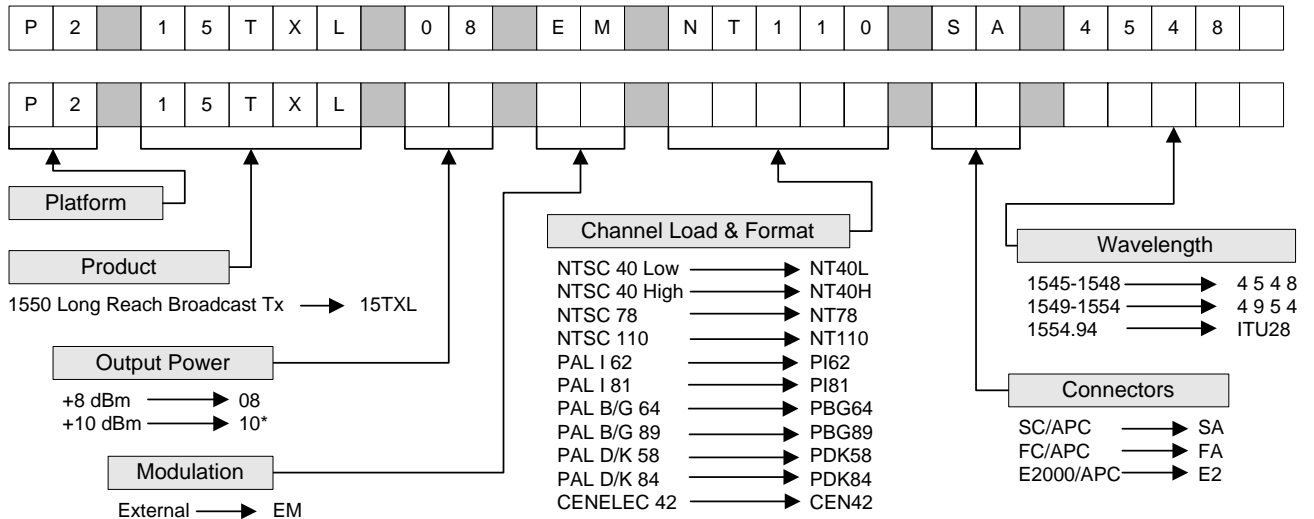 P 2 1 5 T X L 0 8 E M N T 1 1 0 S A 4 5 4 8
P 2 1 5 T X L
Platform
Product
1550 Long Reach Broadcast Tx 15TXL
Output Power
+8 dBm 08
+10 dBm 10*
Modulation
External EM
Channel Load & Format
NTSC 40 Low NT40L
NTSC 40 High NT40H
NTSC 78 NT78
NTSC 110 NT110
PAL I 62 PI62
PAL I 81 PI81
PAL B/G 64 PBG64
PAL B/G 89 PBG89
PAL D/K 58 PDK58
PAL D/K 84 PDK84
CENELEC 42 CEN42
Wavelength
1545-1548 4 5 4 8
1549-1554 4 9 5 4
1554.94 ITU28
Connectors
SC/APC SA
FC/APC FA
E2000/APC E2